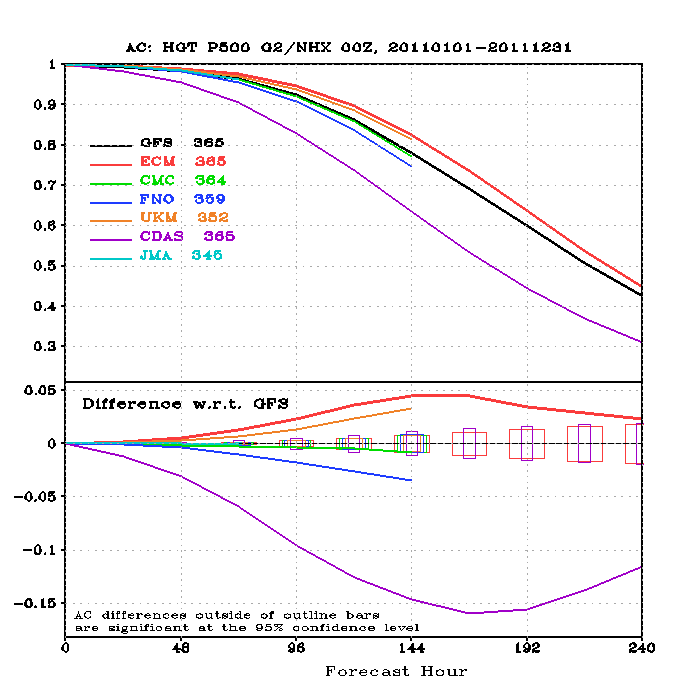 AC: HGT P500 G2/NHX 00Z, 20110101-20111231
1
0.9
0.8
0.7
0.6
0.5
0.4
0.3
GFS 365
ECM 365
CMC 364
FNO 359
UKM 352
CDAS 365
JMA 346
0.05
0
-0.05
-0.1
-0.15
Difference w.r.t. GFS
AC differences outside of outline bars
are significant at the 95% confidence level
0 48 96 144 192 240
Forecast Hour